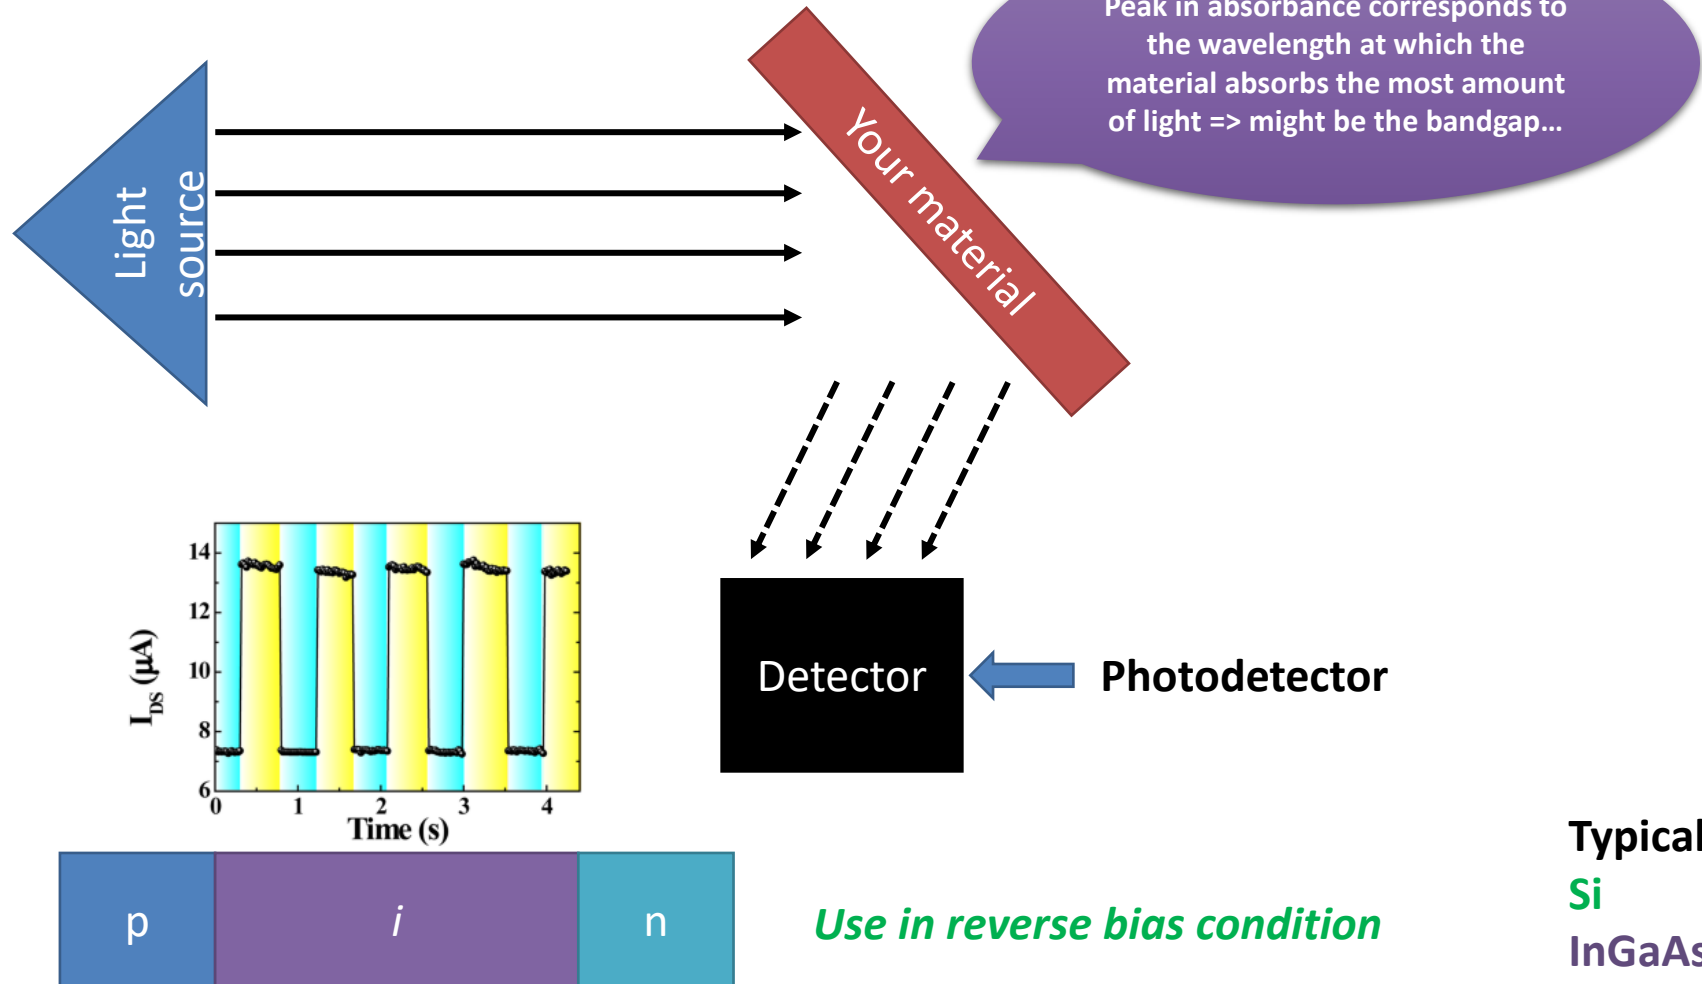 Peak in absorbance corresponds to
the wavelength at which the
material absorbs the most amount
of light => might be the bandgap...
Light
source
Your material
14
12
10
8
6
I_DS (μA)
0 1 2 3 4
Time (s)
Detector
Photodetector
p i n
Use in reverse bias condition
Typical
Si
InGaAs